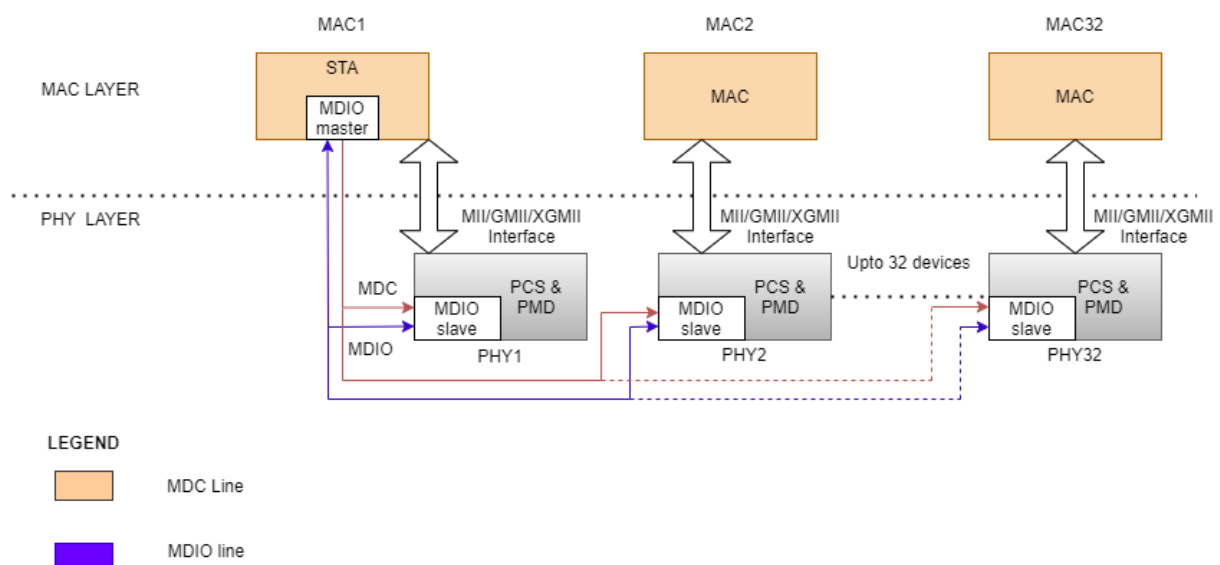 MAC1
MAC2
MAC32
MAC LAYER
STA
MDIO
master
MAC
MAC
PHY  LAYER
MII/GMII/XGMII
Interface
MII/GMII/XGMII
Interface
MII/GMII/XGMII
Interface
Upto 32 devices
MDC
MDIO
PCS &
PMD
MDIO
slave
PHY1
PCS &
PMD
MDIO
slave
PHY2
PCS &
PMD
MDIO
slave
PHY32
LEGEND
MDC Line
MDIO line